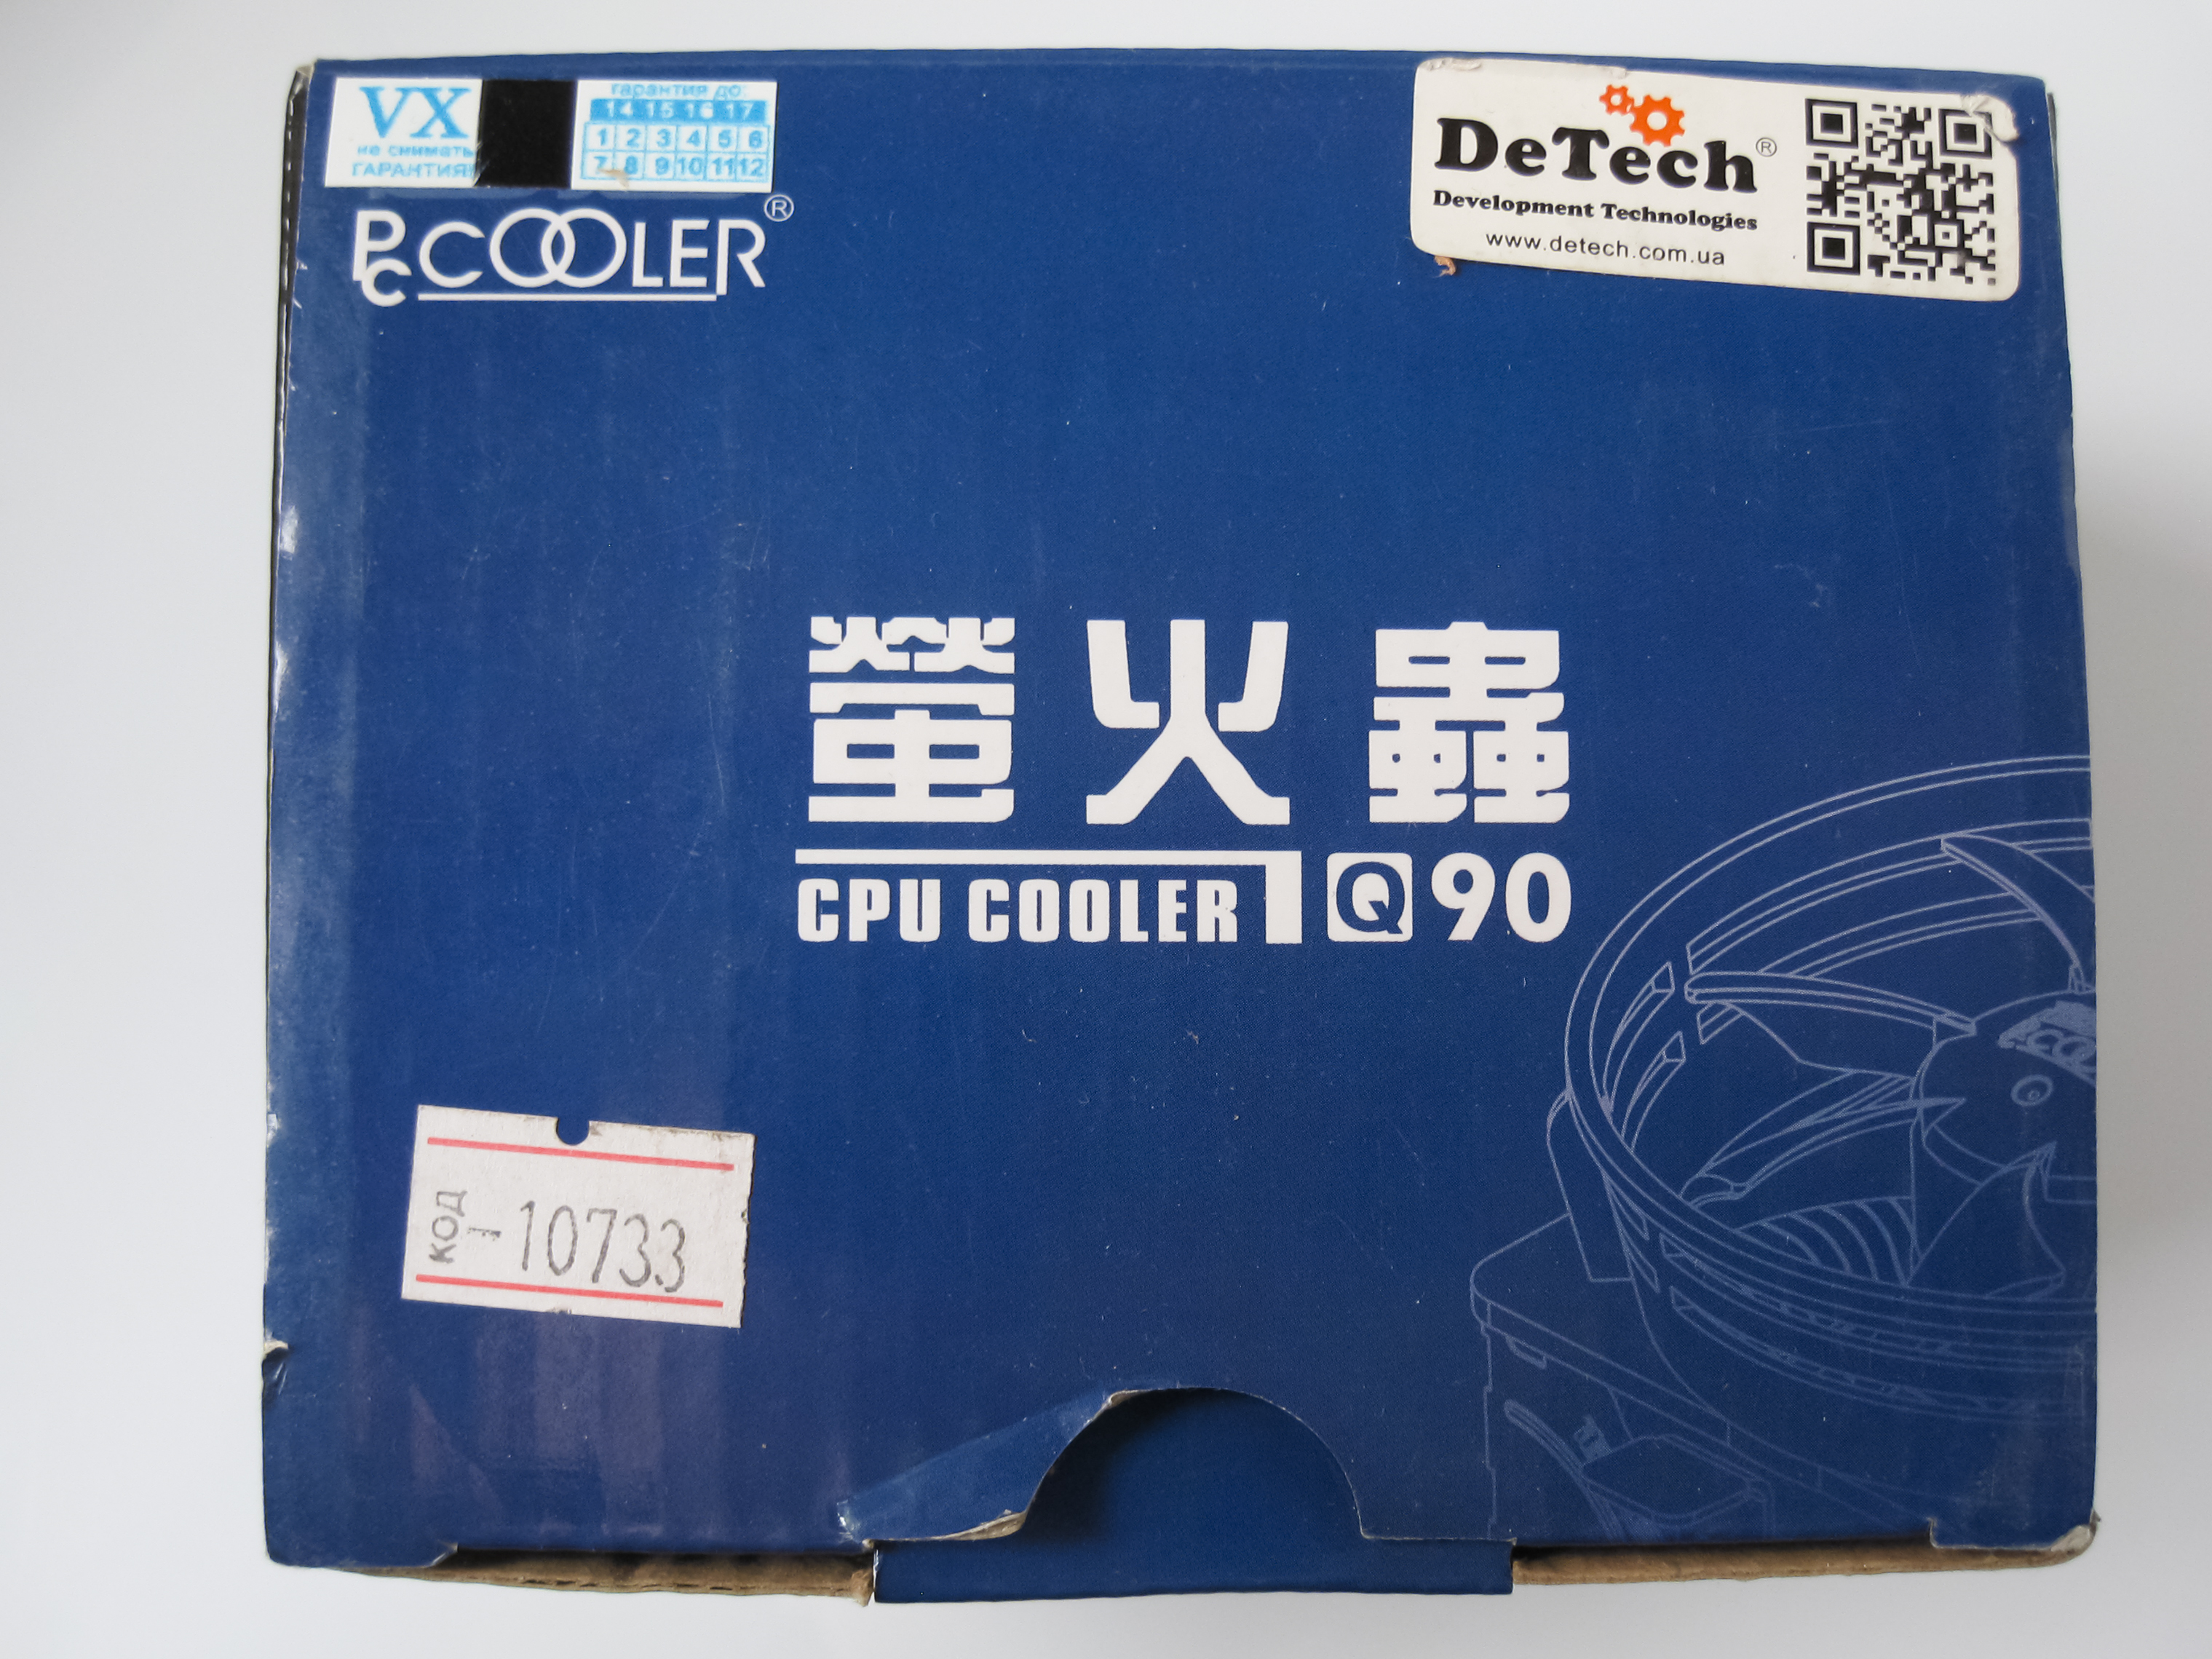 VX
не снимать
ГАРАНТИЯ!
гарантия до:
14 15 16 17
1 2 3 4 5 6
7 8 9 10 11 12
PCCOOLER®
DeTech®
Development Technologies
www.detech.com.ua
螢火蟲
CPU COOLER Q90
КОД
-10733